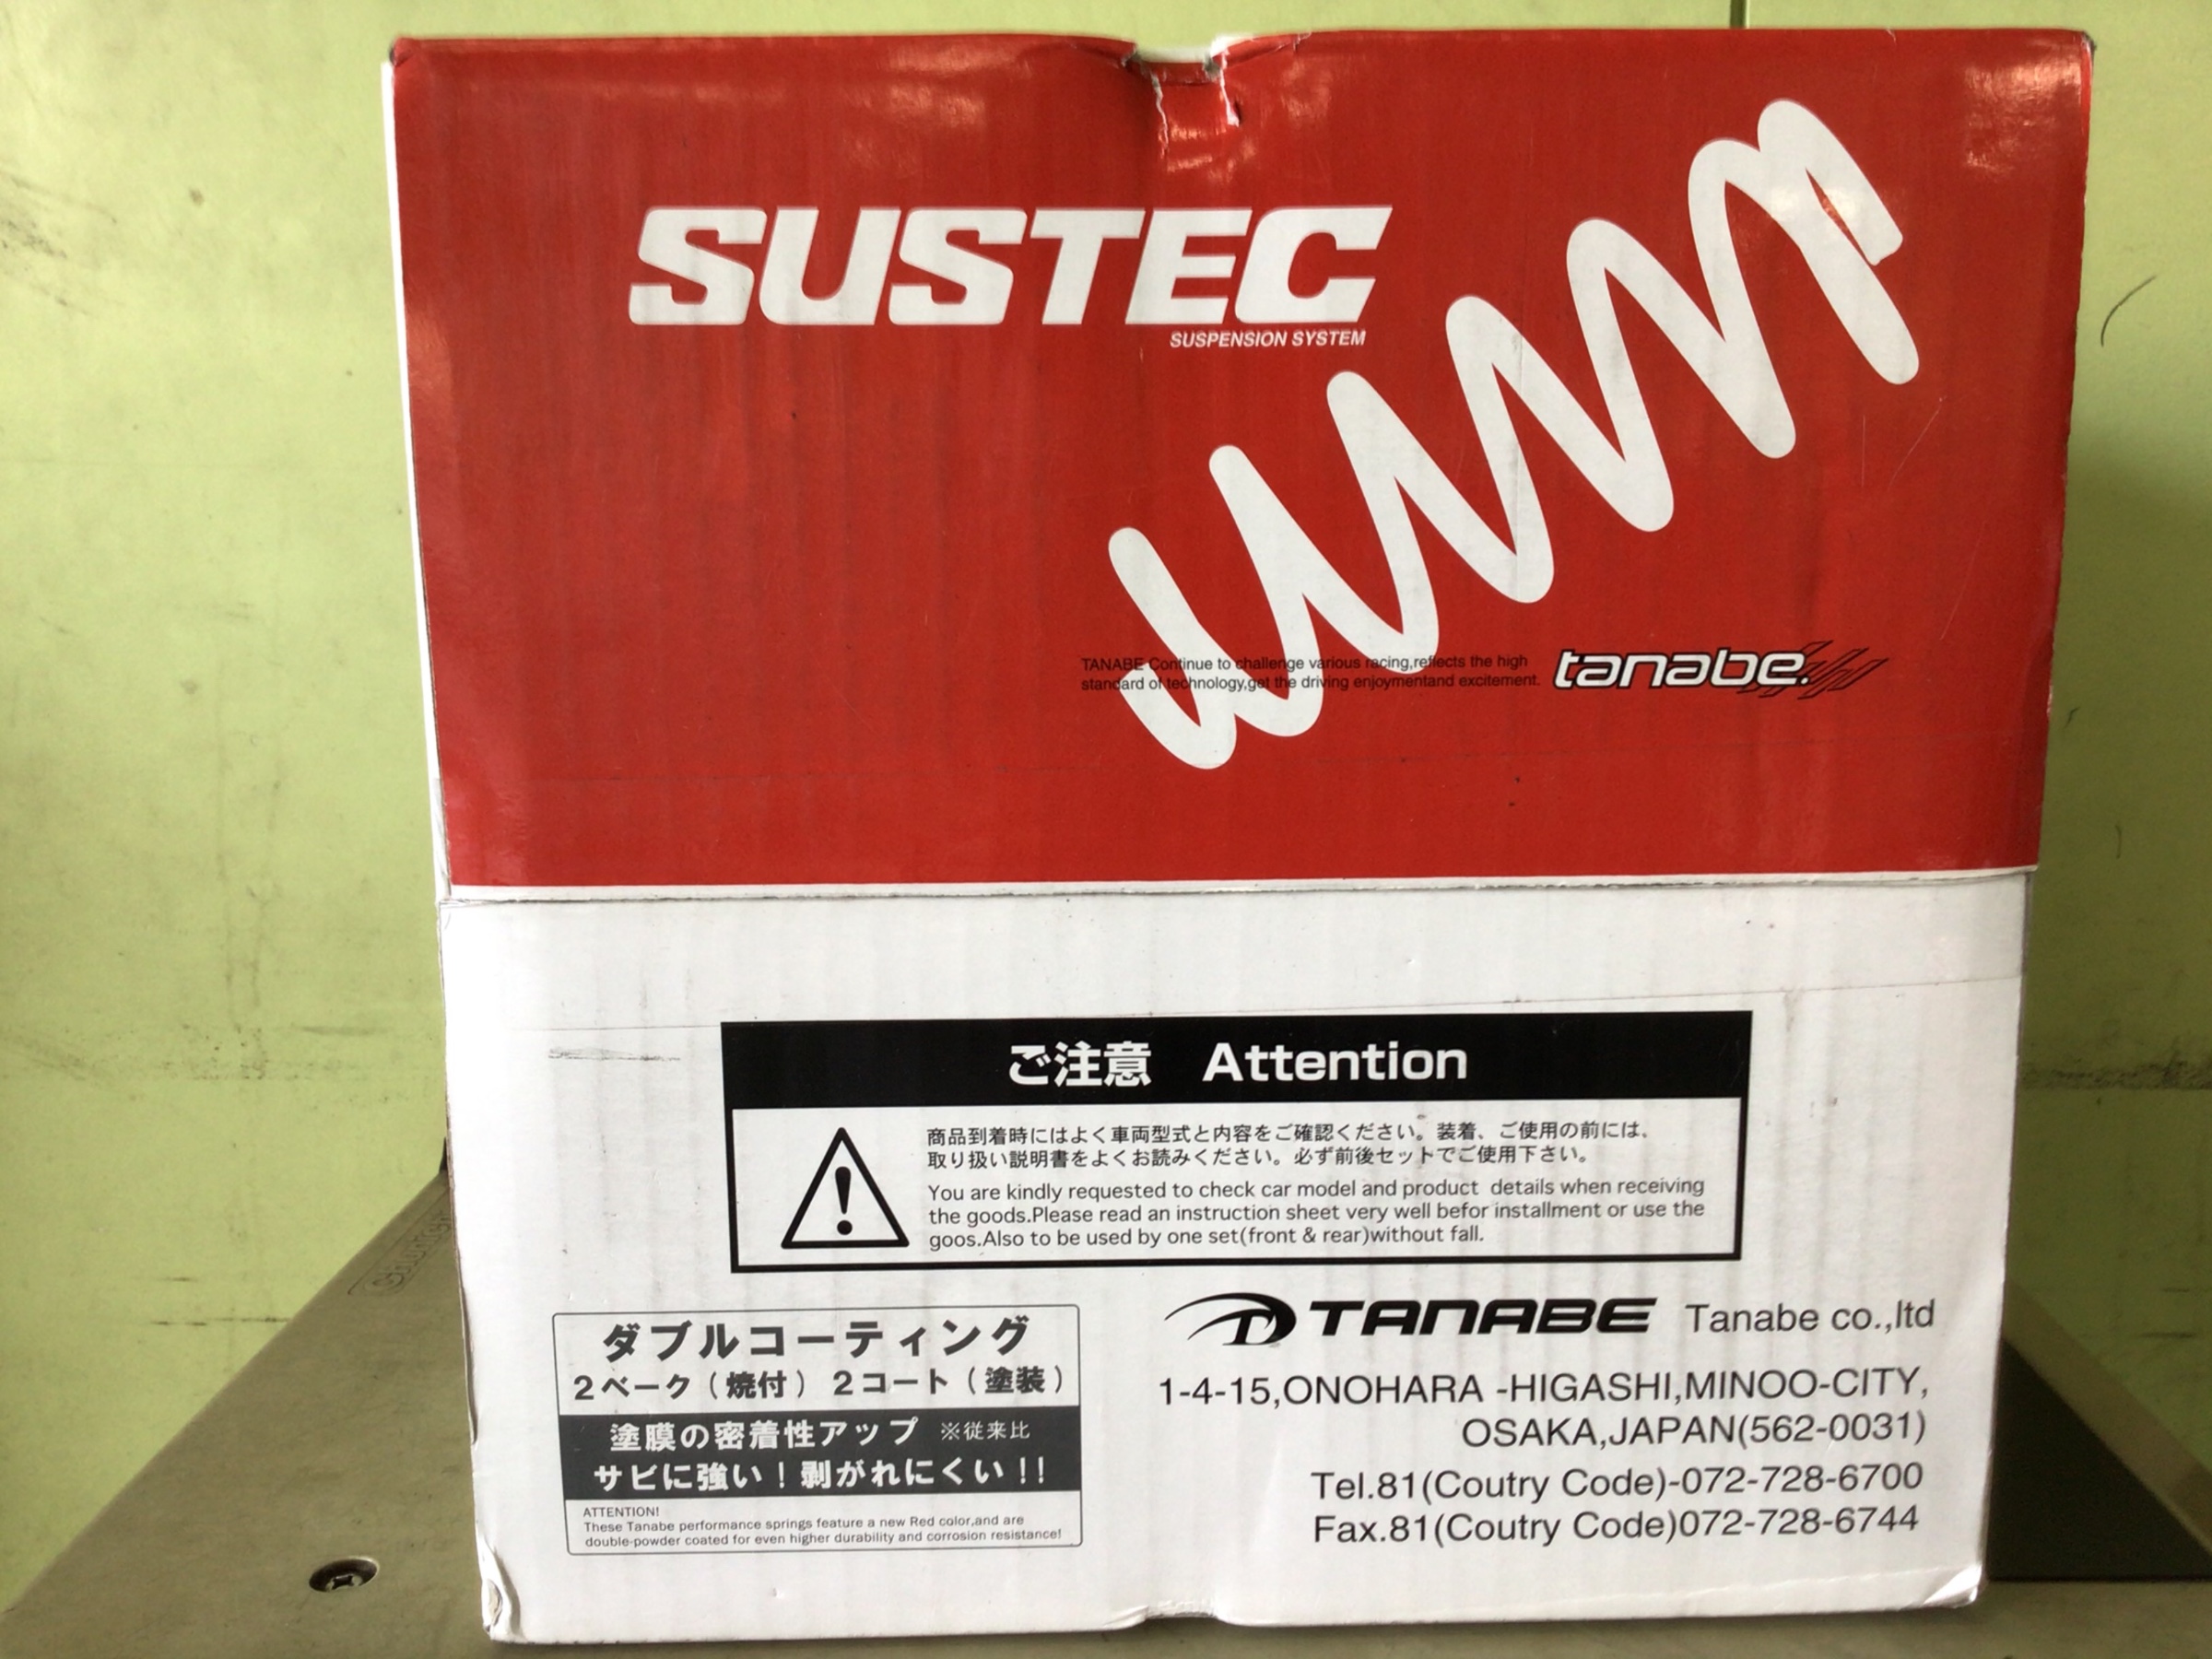 SUSTEC
SUSPENSION SYSTEM
TANABE Continue to challenge various racing,reflects the high
standard of technology,get the driving enjoymentand excitement.
tanabe.
ご注意 Attention
商品到着時にはよく車両型式と内容をご確認ください。装着、ご使用の前には、
取り扱い説明書をよくお読みください。必ず前後セットでご使用下さい。
You are kindly requested to check car model and product details when receiving
the goods.Please read an instruction sheet very well befor installment or use the
goos.Also to be used by one set(front & rear)without fall.
ダブルコーティング
2ベーク(焼付) 2コート(塗装)
塗膜の密着性アップ ※従来比
サビに強い!剥がれにくい!!
ATTENTION!
These Tanabe performance springs feature a new Red color,and are
double-powder coated for even higher durability and corrosion resistance!
TANABE Tanabe co.,ltd
1-4-15,ONOHARA -HIGASHI,MINOO-CITY,
OSAKA,JAPAN(562-0031)
Tel.81(Coutry Code)-072-728-6700
Fax.81(Coutry Code)072-728-6744